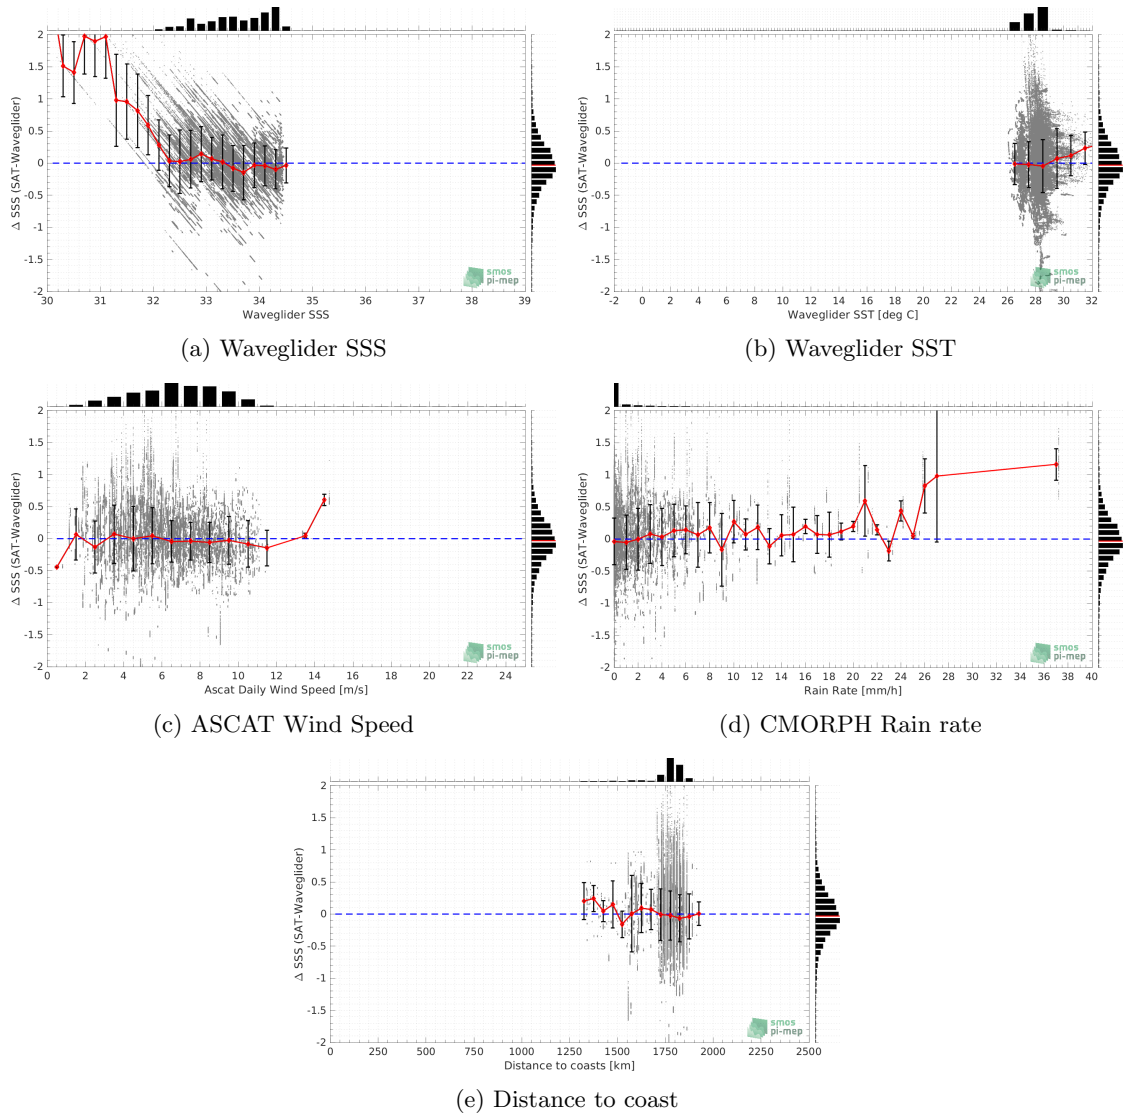 2
1.5
1
0.5
0
-0.5
-1
-1.5
-2
Δ SSS (SAT-Waveglider)
30 31 32 33 34 35 36 37 38 39
Waveglider SSS
smos
pi-mep
(a) Waveglider SSS
2
1.5
1
0.5
0
-0.5
-1
-1.5
-2
Δ SSS (SAT-Waveglider)
-2 0 2 4 6 8 10 12 14 16 18 20 22 24 26 28 30 32
Waveglider SST [deg C]
smos
pi-mep
(b) Waveglider SST
2
1.5
1
0.5
0
-0.5
-1
-1.5
-2
Δ SSS (SAT-Waveglider)
0 2 4 6 8 10 12 14 16 18 20 22 24
Ascat Daily Wind Speed [m/s]
smos
pi-mep
(c) ASCAT Wind Speed
2
1.5
1
0.5
0
-0.5
-1
-1.5
-2
Δ SSS (SAT-Waveglider)
0 2 4 6 8 10 12 14 16 18 20 22 24 26 28 30 32 34 36 38 40
Rain Rate [mm/h]
smos
pi-mep
(d) CMORPH Rain rate
2
1.5
1
0.5
0
-0.5
-1
-1.5
-2
Δ SSS (SAT-Waveglider)
0 250 500 750 1000 1250 1500 1750 2000 2250 2500
Distance to coasts [km]
smos
pi-mep
(e) Distance to coast